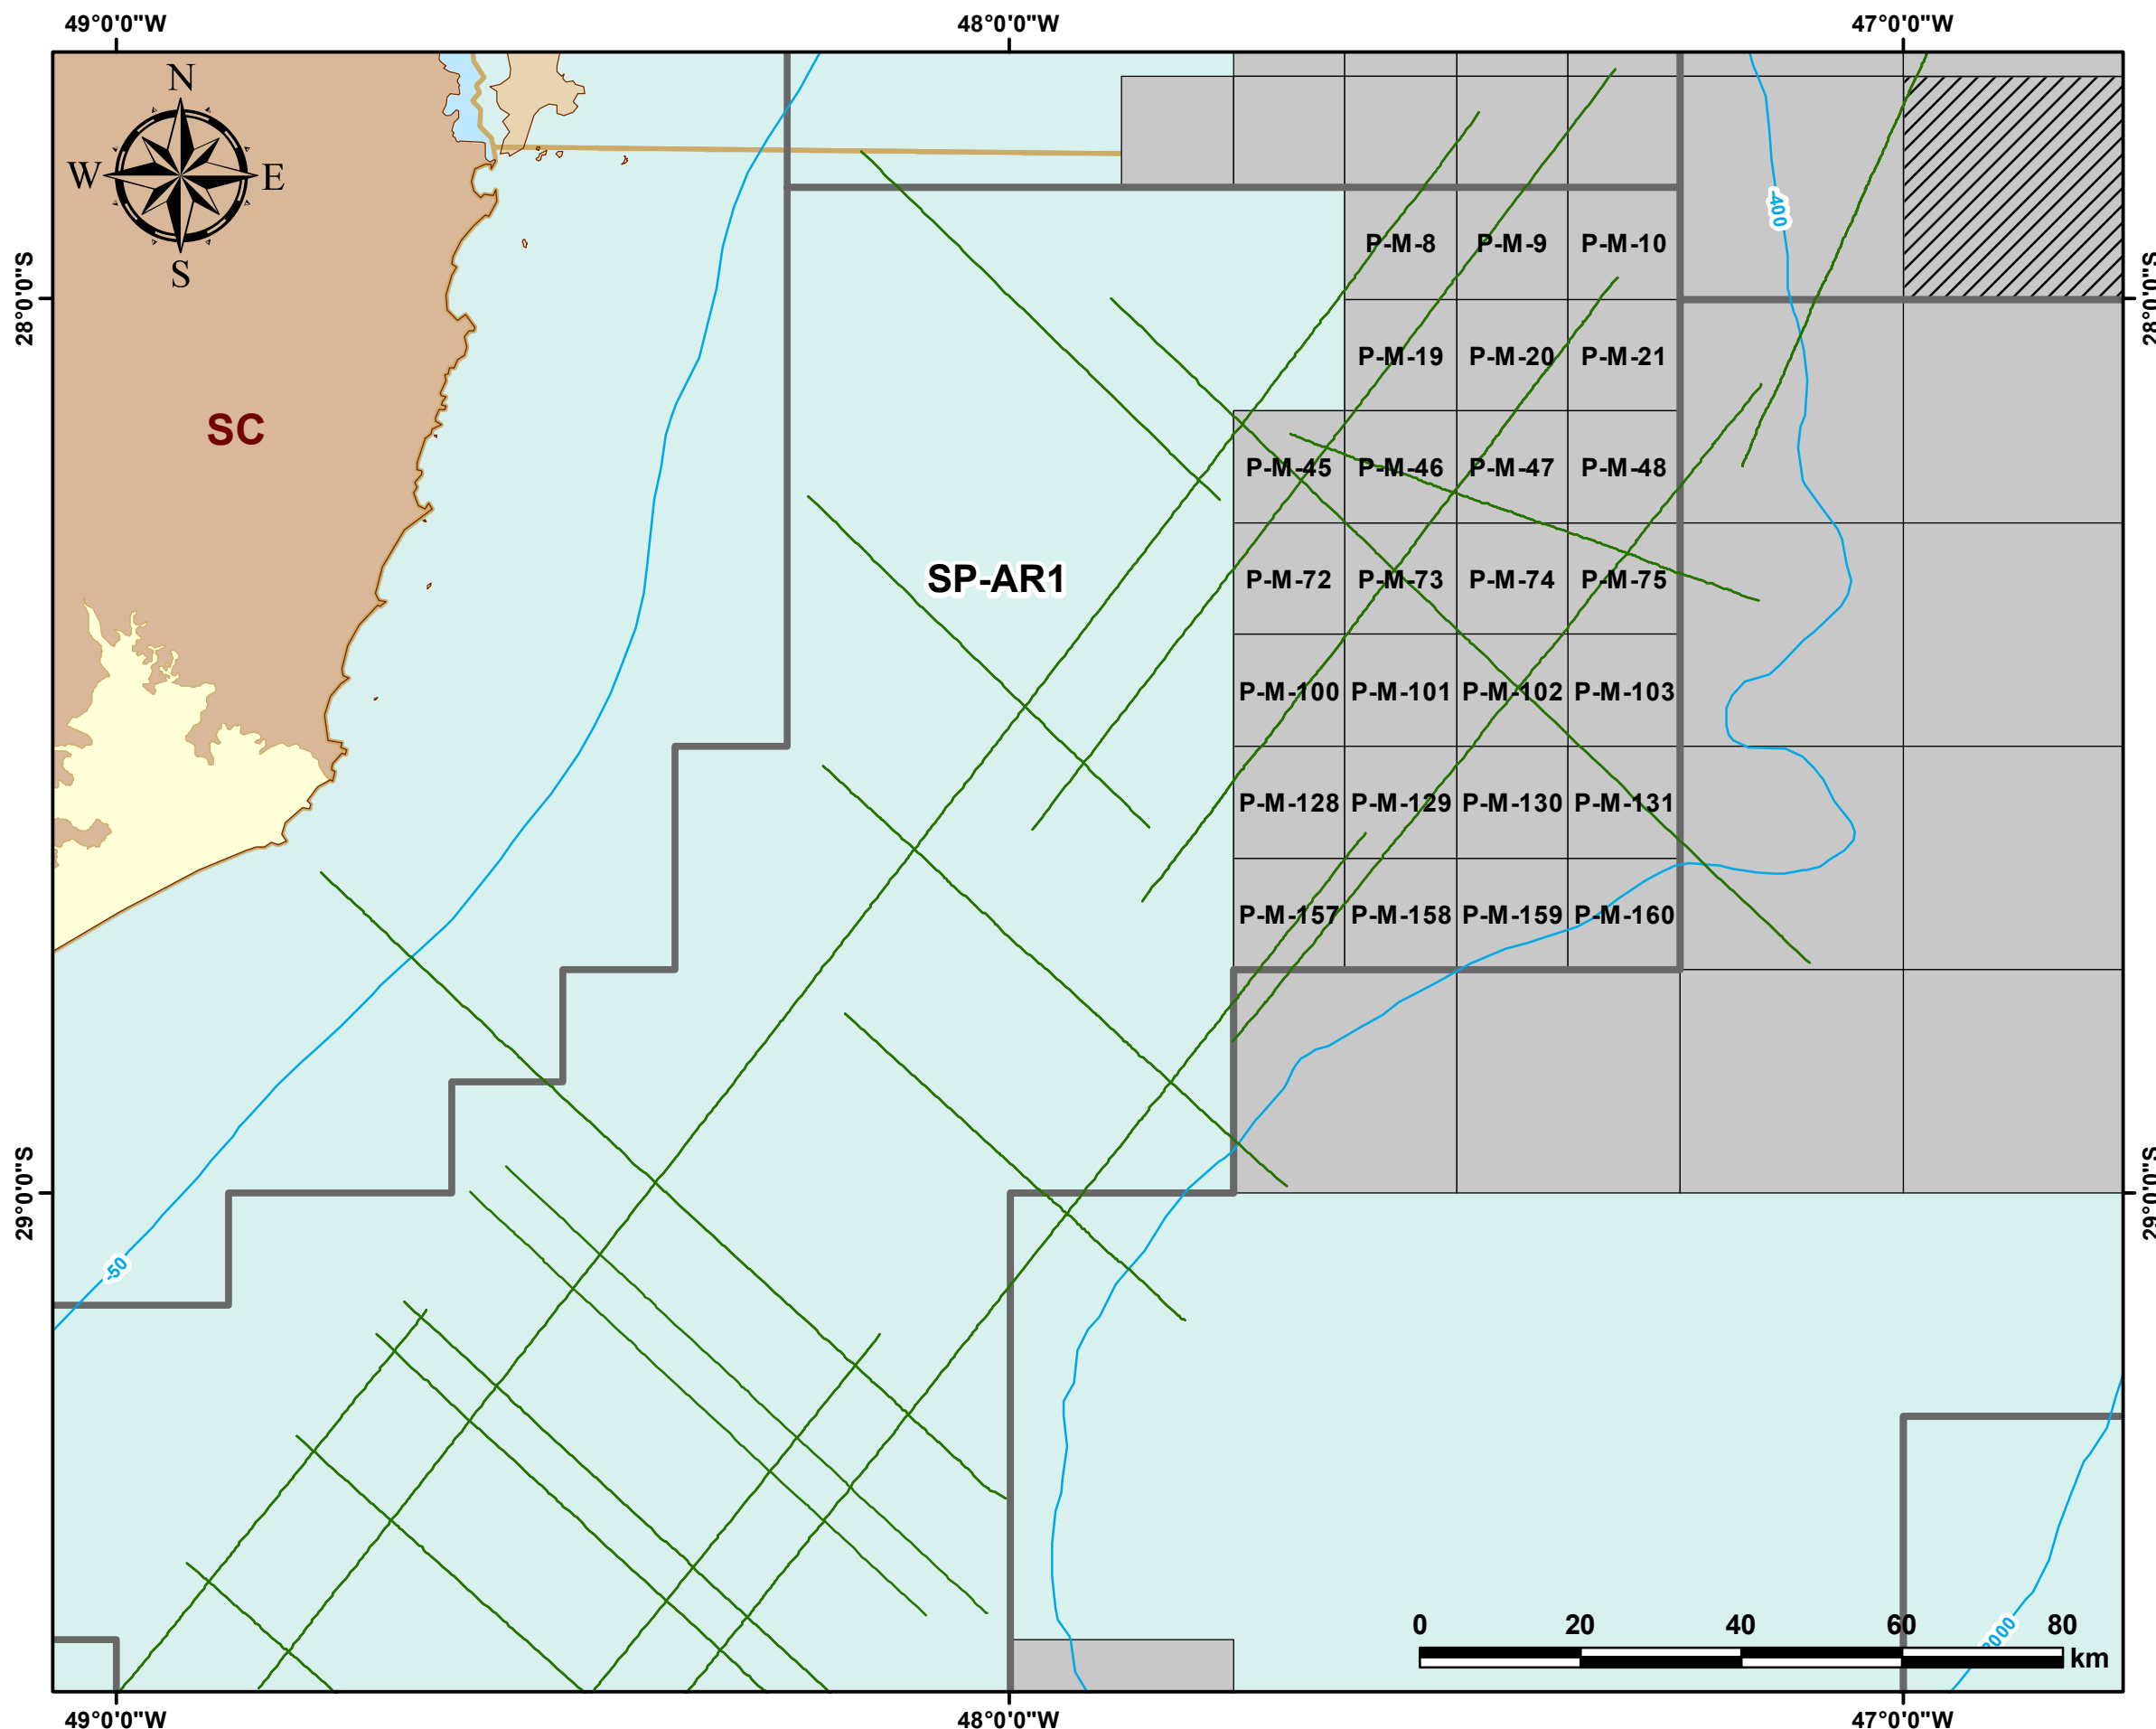 49°0'0"W 48°0'0"W 47°0'0"W
N
W E
S
-400
P-M-8 P-M-9 P-M-10
28°0'0"S 28°0'0"S
P-M-19 P-M-20 P-M-21
SC
P-M-45 P-M-46 P-M-47 P-M-48
SP-AR1
P-M-72 P-M-73 P-M-74 P-M-75
P-M-100 P-M-101 P-M-102 P-M-103
P-M-128 P-M-129 P-M-130 P-M-131
P-M-157 P-M-158 P-M-159 P-M-160
29°0'0"S 29°0'0"S
-50
0 20 40 60 80
km
49°0'0"W 48°0'0"W 47°0'0"W